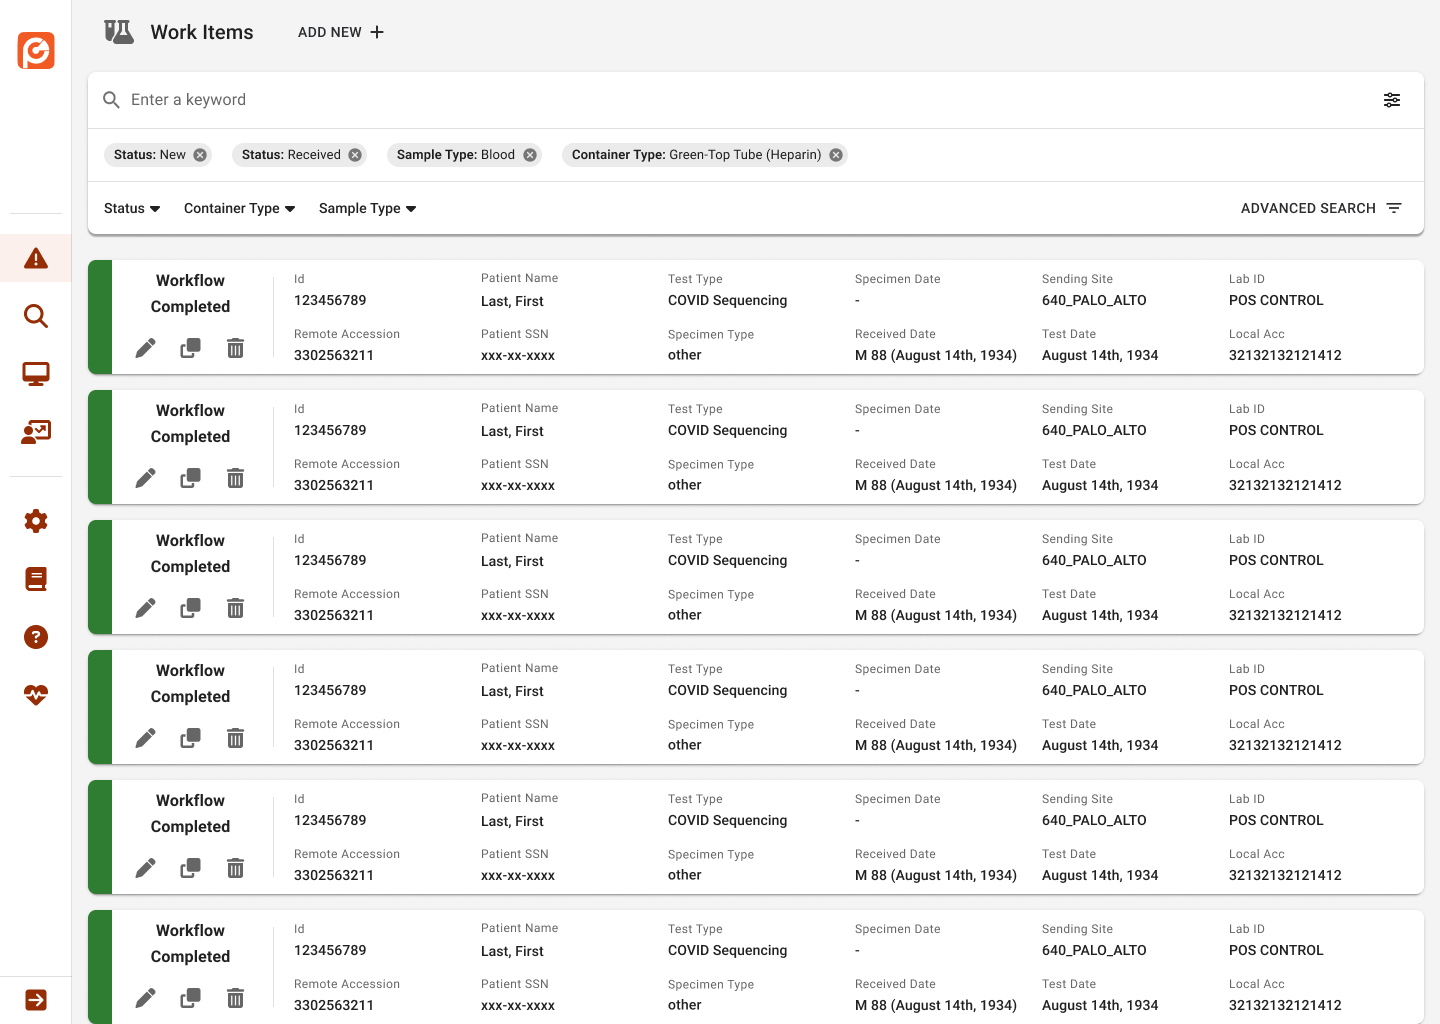 Work Items
ADD NEW
Enter a keyword
Status: New
Status: Received
Sample Type: Blood
Container Type: Green-Top Tube (Heparin)
Status
Container Type
Sample Type
ADVANCED SEARCH
Workflow
Completed
Id
123456789
Patient Name
Last, First
Test Type
COVID Sequencing
Specimen Date
-
Sending Site
640_PALO_ALTO
Lab ID
POS CONTROL
Remote Accession
3302563211
Patient SSN
xxx-xx-xxxx
Specimen Type
other
Received Date
M 88 (August 14th, 1934)
Test Date
August 14th, 1934
Local Acc
32132132121412
Workflow
Completed
Id
123456789
Patient Name
Last, First
Test Type
COVID Sequencing
Specimen Date
-
Sending Site
640_PALO_ALTO
Lab ID
POS CONTROL
Remote Accession
3302563211
Patient SSN
xxx-xx-xxxx
Specimen Type
other
Received Date
M 88 (August 14th, 1934)
Test Date
August 14th, 1934
Local Acc
32132132121412
Workflow
Completed
Id
123456789
Patient Name
Last, First
Test Type
COVID Sequencing
Specimen Date
-
Sending Site
640_PALO_ALTO
Lab ID
POS CONTROL
Remote Accession
3302563211
Patient SSN
xxx-xx-xxxx
Specimen Type
other
Received Date
M 88 (August 14th, 1934)
Test Date
August 14th, 1934
Local Acc
32132132121412
Workflow
Completed
Id
123456789
Patient Name
Last, First
Test Type
COVID Sequencing
Specimen Date
-
Sending Site
640_PALO_ALTO
Lab ID
POS CONTROL
Remote Accession
3302563211
Patient SSN
xxx-xx-xxxx
Specimen Type
other
Received Date
M 88 (August 14th, 1934)
Test Date
August 14th, 1934
Local Acc
32132132121412
Workflow
Completed
Id
123456789
Patient Name
Last, First
Test Type
COVID Sequencing
Specimen Date
-
Sending Site
640_PALO_ALTO
Lab ID
POS CONTROL
Remote Accession
3302563211
Patient SSN
xxx-xx-xxxx
Specimen Type
other
Received Date
M 88 (August 14th, 1934)
Test Date
August 14th, 1934
Local Acc
32132132121412
Workflow
Completed
Id
123456789
Patient Name
Last, First
Test Type
COVID Sequencing
Specimen Date
-
Sending Site
640_PALO_ALTO
Lab ID
POS CONTROL
Remote Accession
3302563211
Patient SSN
xxx-xx-xxxx
Specimen Type
other
Received Date
M 88 (August 14th, 1934)
Test Date
August 14th, 1934
Local Acc
32132132121412